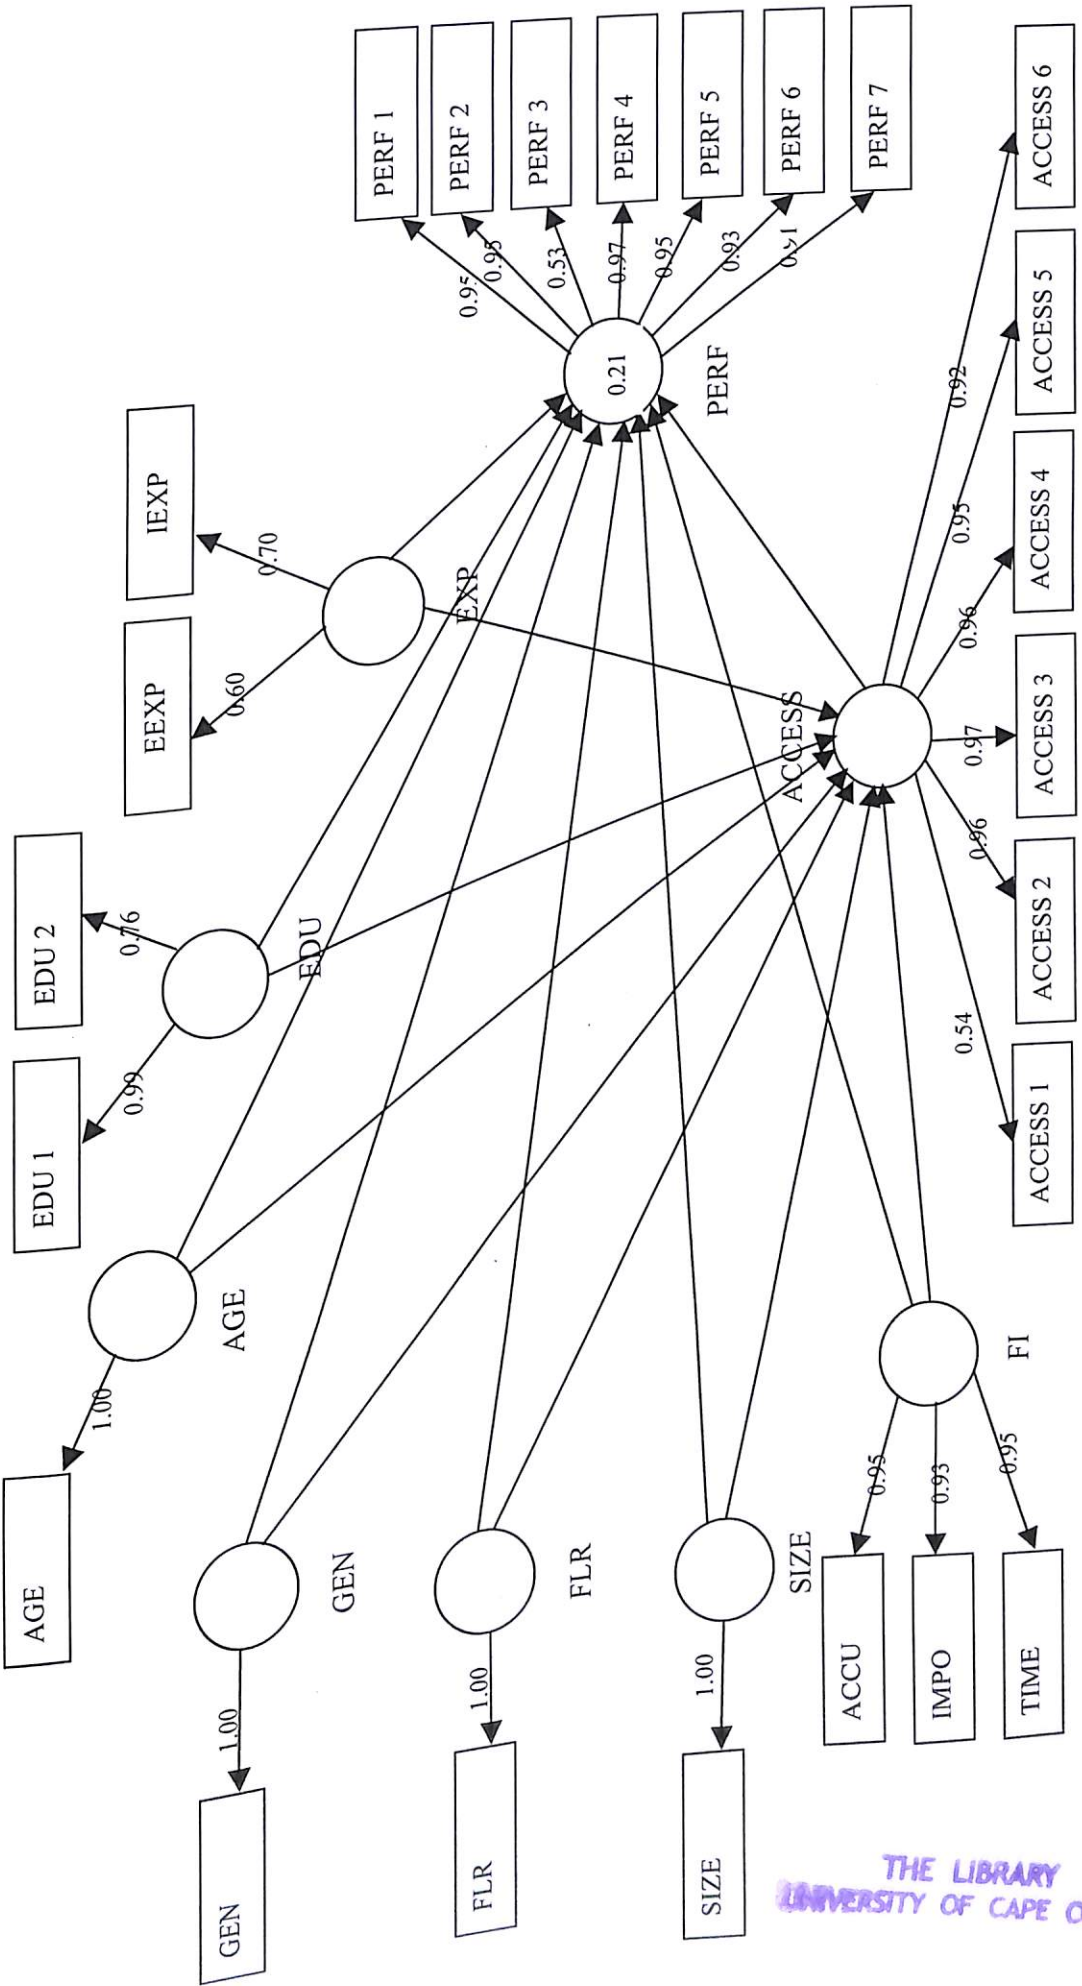 PERF 1
PERF 2
PERF 3
PERF 4
PERF 5
PERF 6
PERF 7
0.95
0.95
0.53
0.97
0.95
0.93
0.91
0.21
PERF
IEXP
EEXP
0.70
0.60
EXP
EDU 2
EDU 1
0.76
0.99
EDU
AGE
1.00
AGE
GEN
1.00
GEN
FLR
1.00
FLR
SIZE
1.00
SIZE
ACCU
IMPO
TIME
0.95
0.93
0.95
FI
ACCESS
0.92
0.95
0.96
0.97
0.96
0.54
ACCESS 6
ACCESS 5
ACCESS 4
ACCESS 3
ACCESS 2
ACCESS 1
THE LIBRARY
UNIVERSITY OF CAPE